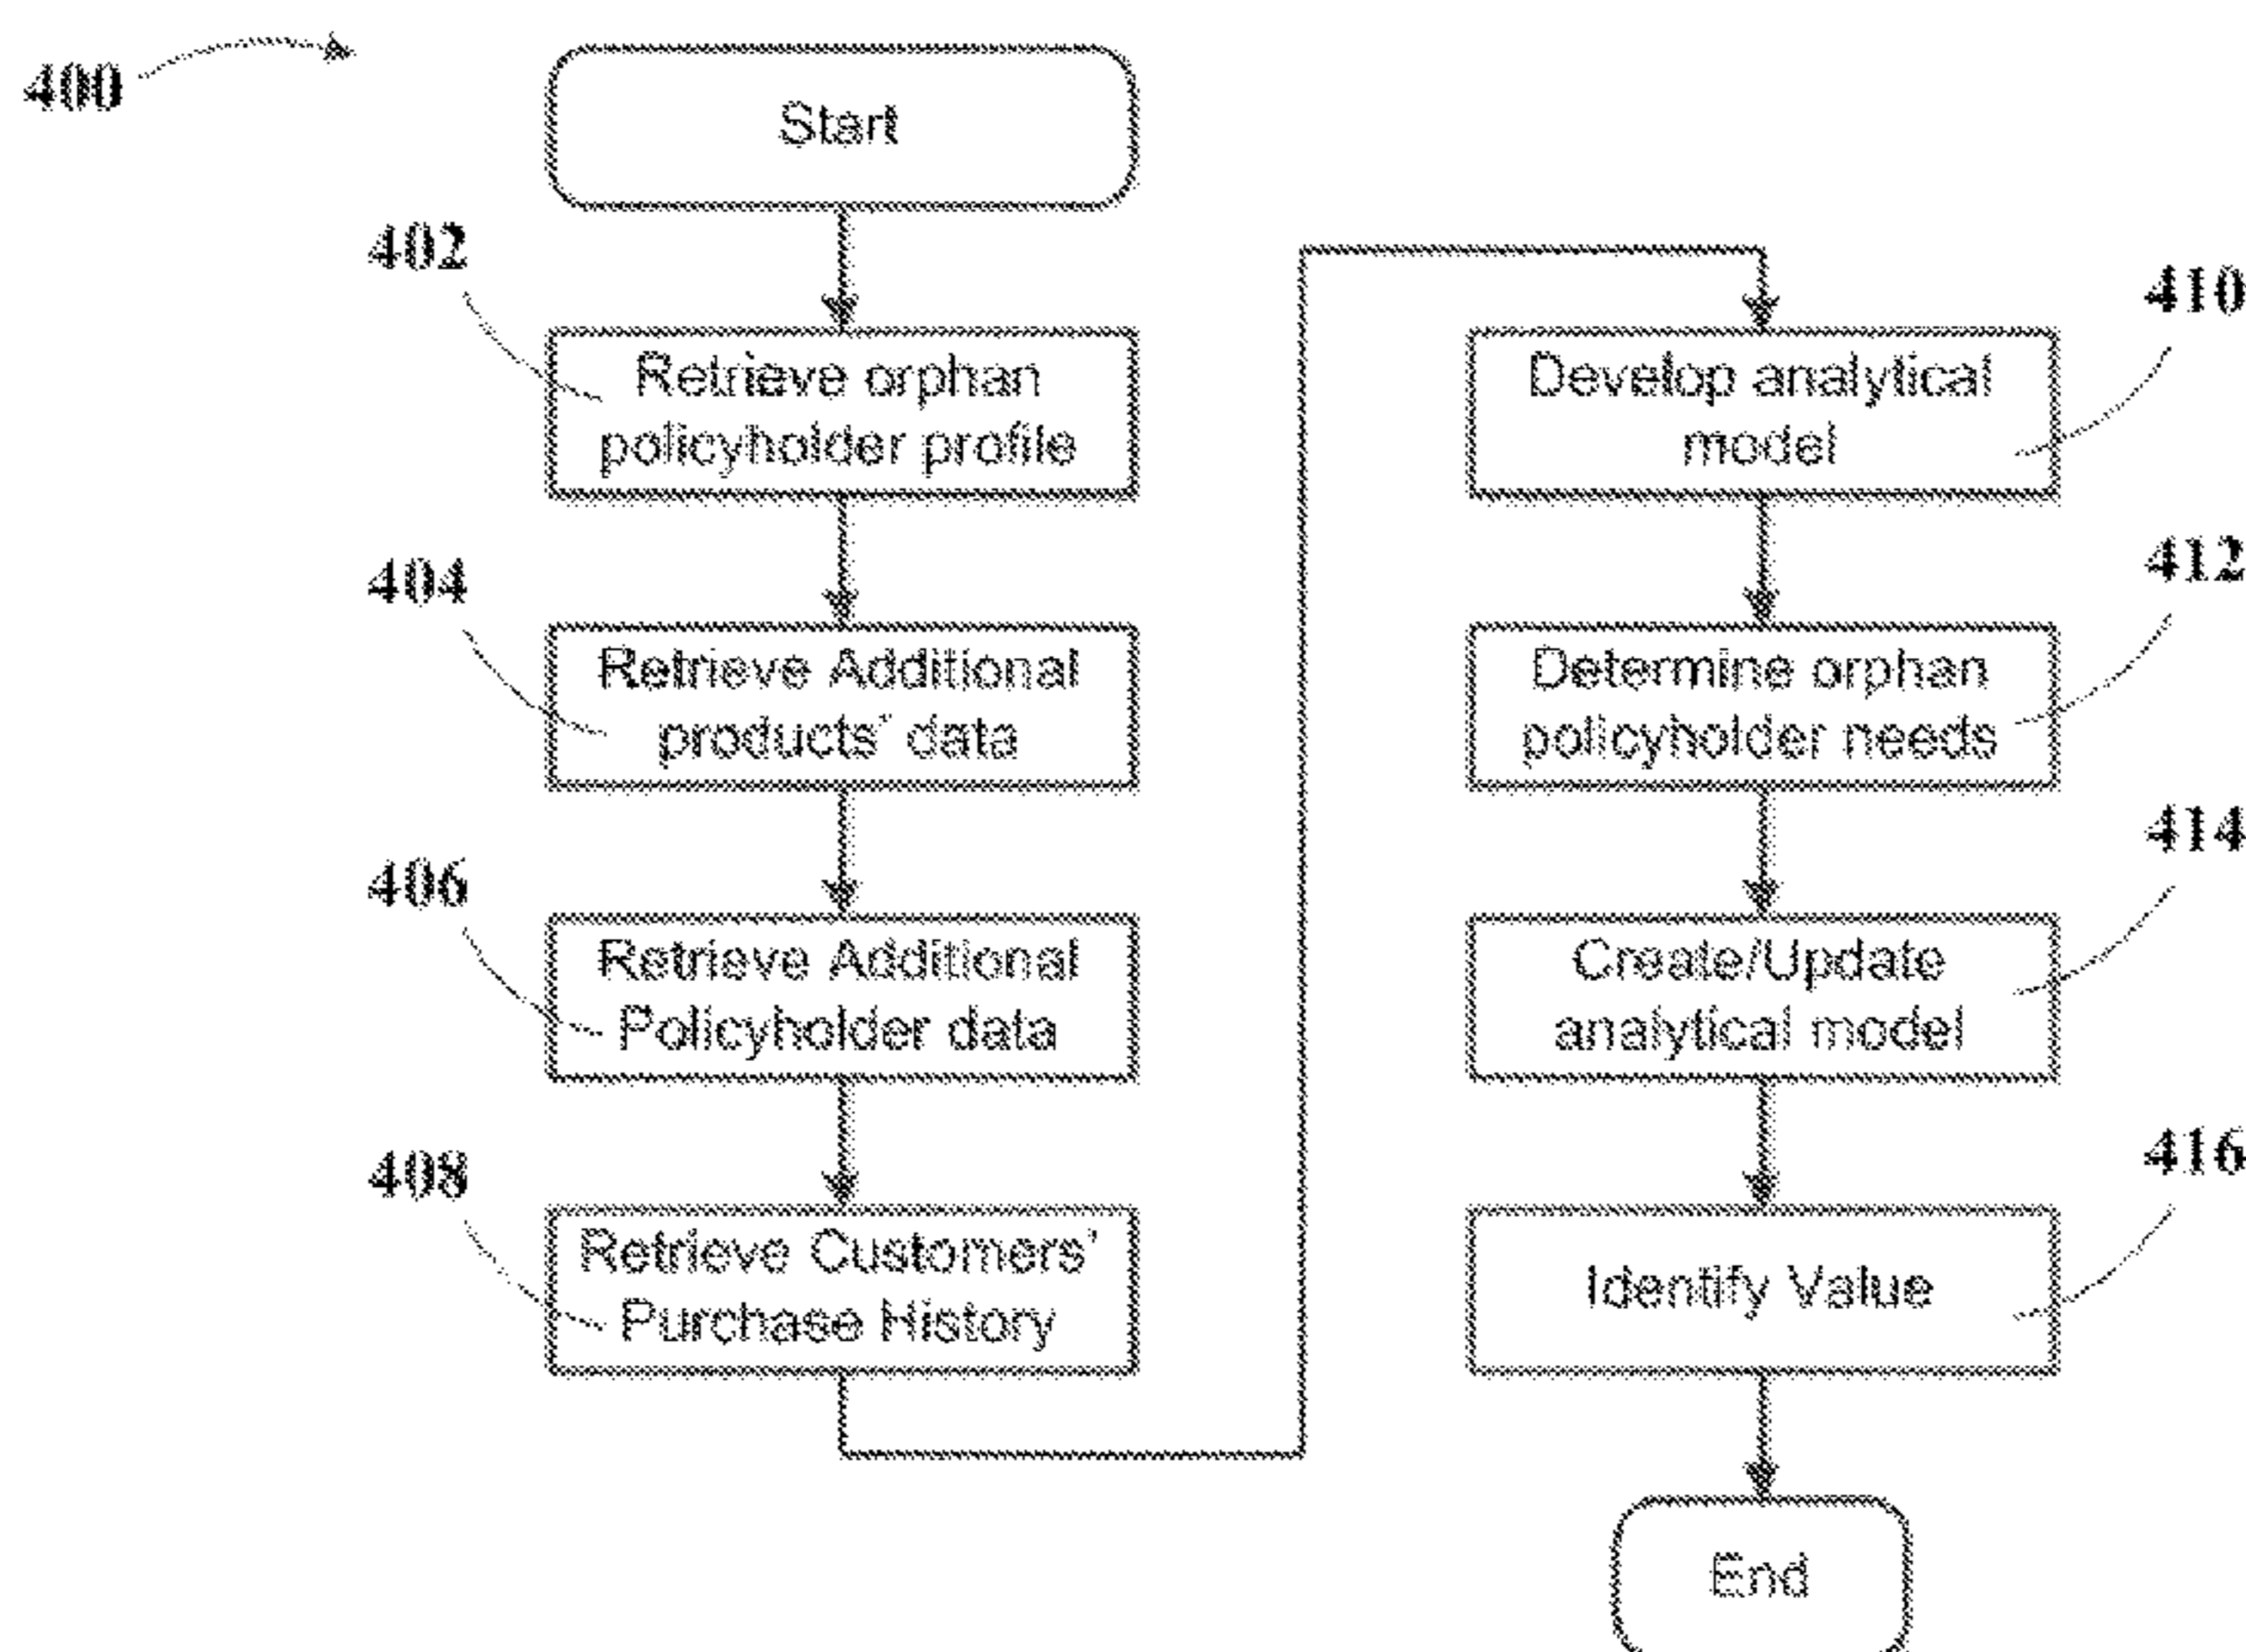 400
Start
402
Retrieve orphan
policyholder profile
404
Retrieve Additional
products' data
406
Retrieve Additional
Policyholder data
408
Retrieve Customers'
Purchase History
410
Develop analytical
model
412
Determine orphan
policyholder needs
414
Create/Update
analytical model
416
Identify Value
End